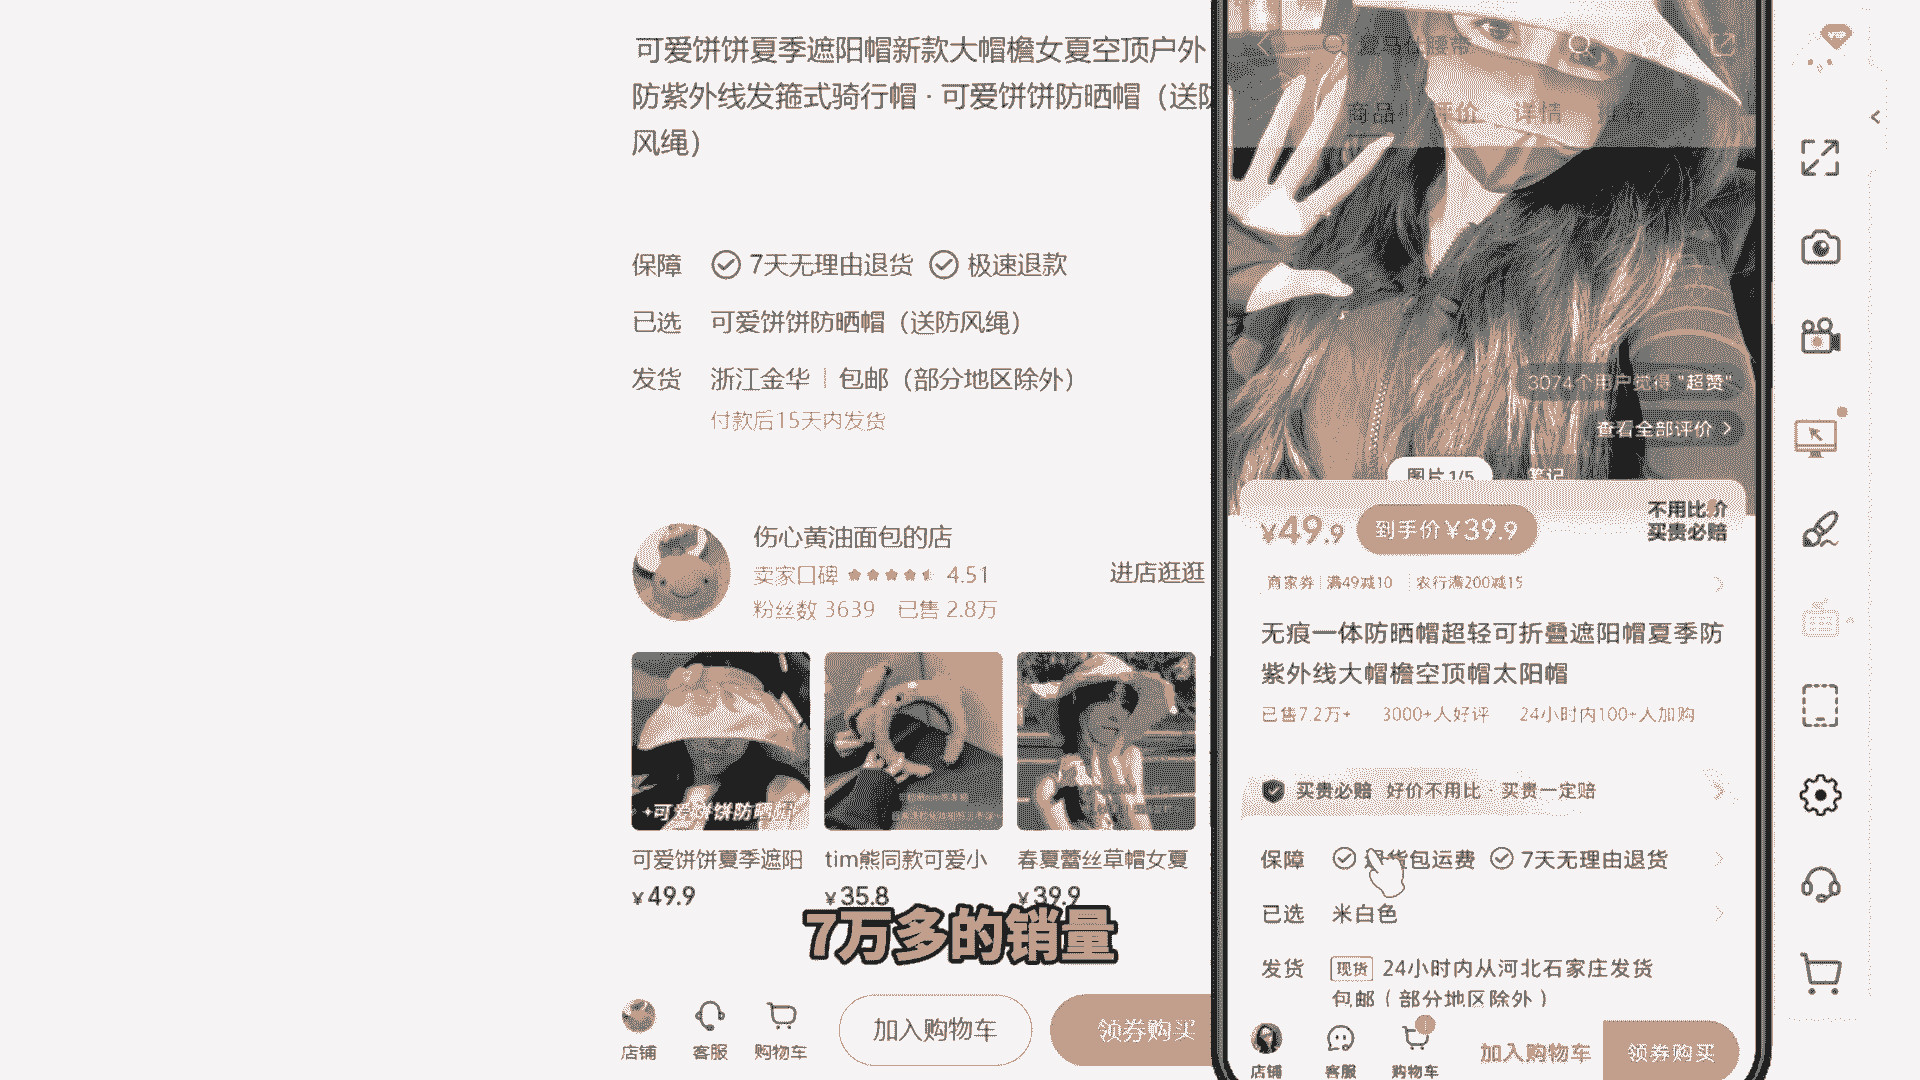 可爱饼饼夏季遮阳帽新款大帽檐女夏空顶户外
防紫外线发箍式骑行帽 · 可爱饼饼防晒帽（送防
风绳）
保障 7天无理由退货 极速退款
已选 可爱饼饼防晒帽（送防风绳）
发货 浙江金华 | 包邮（部分地区除外）
付款后15天内发货
伤心黄油面包的店
卖家口碑 4.51
进店逛逛
粉丝数 3639 已售 2.8万
可爱饼饼防晒帽
可爱饼饼夏季遮阳
tim熊同款可爱小
春夏蕾丝草帽女夏
¥49.9
¥35.8
¥39.9
7万多的销量
店铺
客服
购物车
加入购物车
领券购买
商品 评价 详情 推荐
3074个用户觉得 "超赞"
查看全部评价
图片 1/5
笔记
¥49.9 到手价¥39.9
不用比价
买贵必赔
商家券 | 满49减10 农行满200减15
无痕一体防晒帽超轻可折叠遮阳帽夏季防
紫外线大帽檐空顶帽太阳帽
已售7.2万+ 3000+人好评 24小时内100+人加购
买贵必赔 好价不用比 · 买贵一定赔
保障 退货包运费 7天无理由退货
已选 米白色
发货 现货 24小时内从河北石家庄发货
包邮（部分地区除外）
店铺
客服
购物车
加入购物车
领券购买